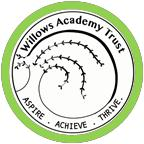 Willows Academy Trust
ASPIRE . ACHIEVE . THRIVE.